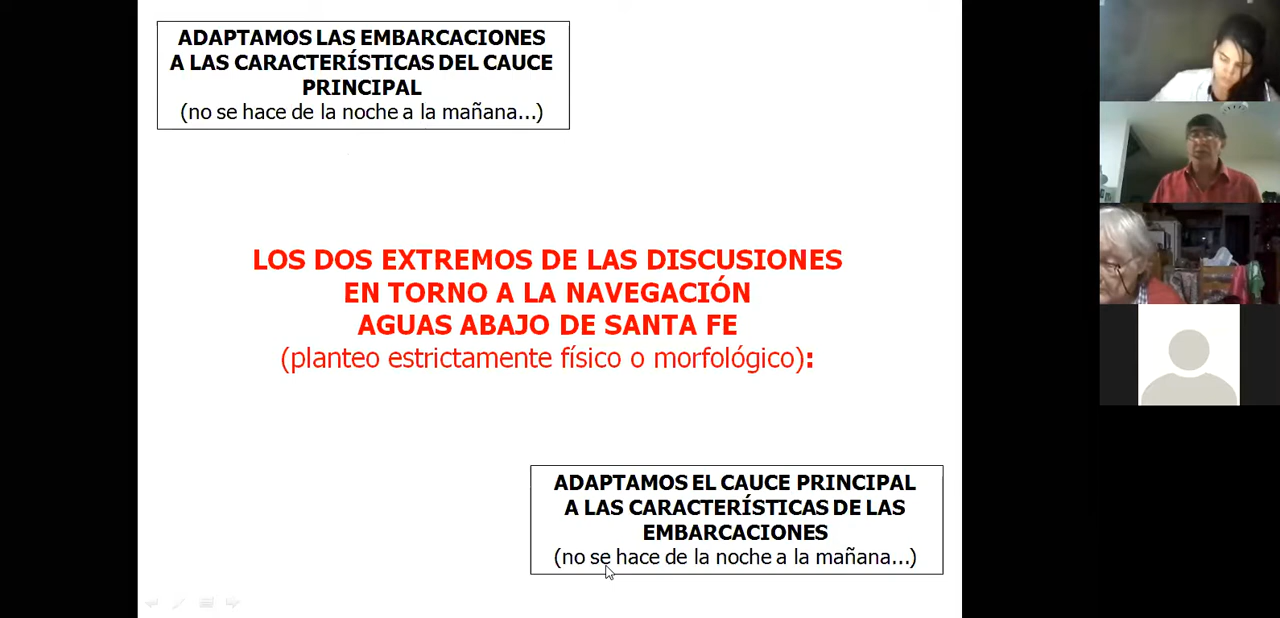 ADAPTAMOS LAS EMBARCACIONES
A LAS CARACTERÍSTICAS DEL CAUCE
PRINCIPAL
(no se hace de la noche a la mañana...)
LOS DOS EXTREMOS DE LAS DISCUSIONES
EN TORNO A LA NAVEGACIÓN
AGUAS ABAJO DE SANTA FE
(planteo estrictamente físico o morfológico):
ADAPTAMOS EL CAUCE PRINCIPAL
A LAS CARACTERÍSTICAS DE LAS
EMBARCACIONES
(no se hace de la noche a la mañana...)